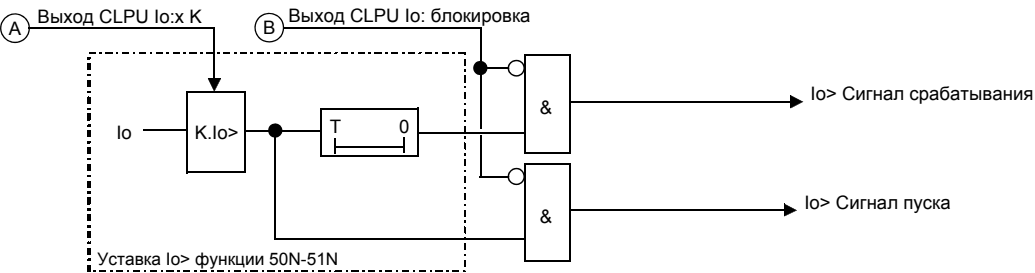 A
Выход CLPU Io:x K
B
Выход CLPU Io: блокировка
Io
K.Io>
T 0
&
Io> Сигнал срабатывания
&
Io> Сигнал пуска
Уставка Io> функции 50N-51N